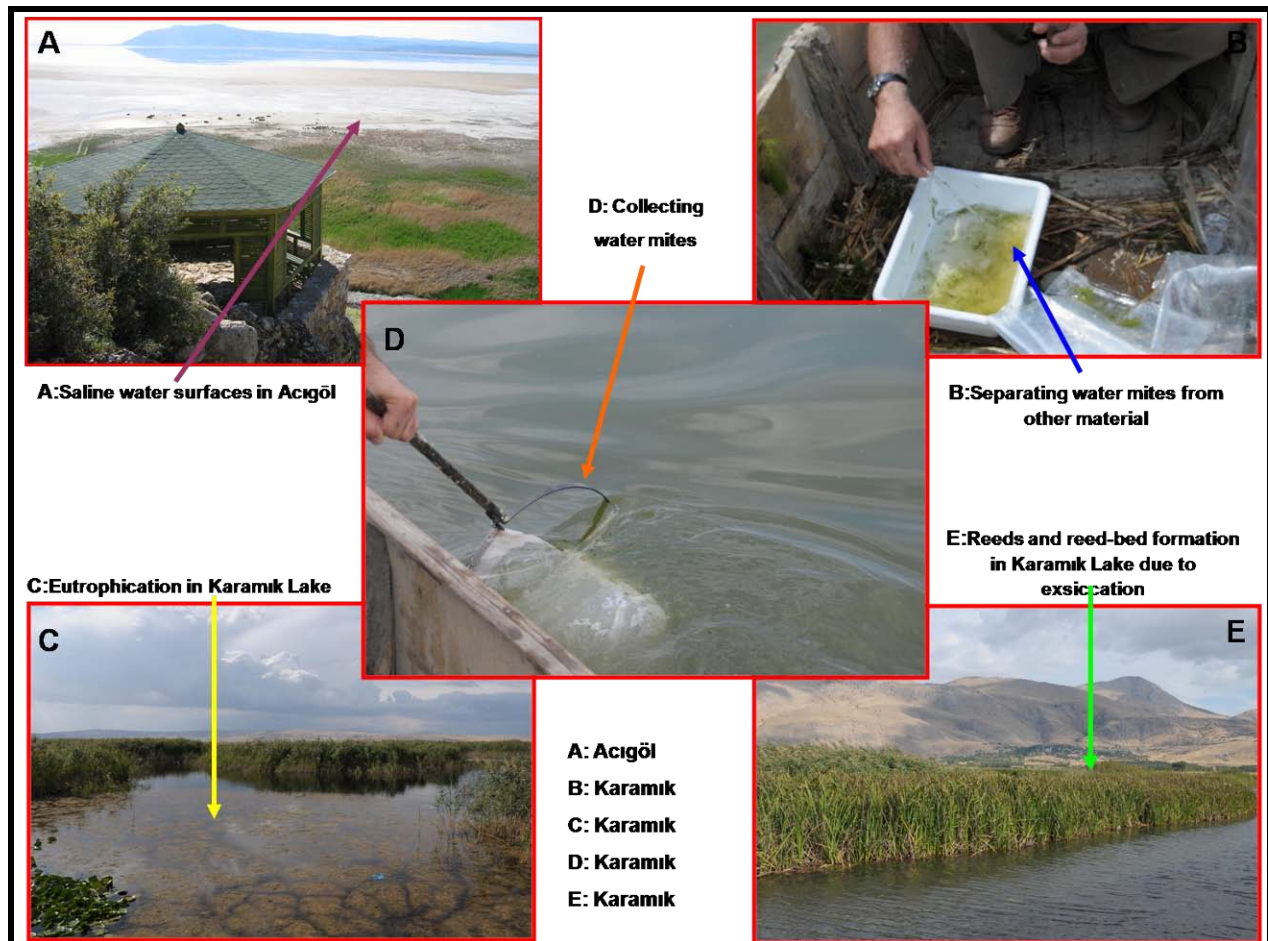 A
B
D: Collecting
water mites
D
A:Saline water surfaces in Acıgöl
B:Separating water mites from
other material
E:Reeds and reed-bed formation
in Karamık Lake due to
exsiccation
C:Eutrophication in Karamık Lake
C
E
A: Acıgöl
B: Karamık
C: Karamık
D: Karamık
E: Karamık